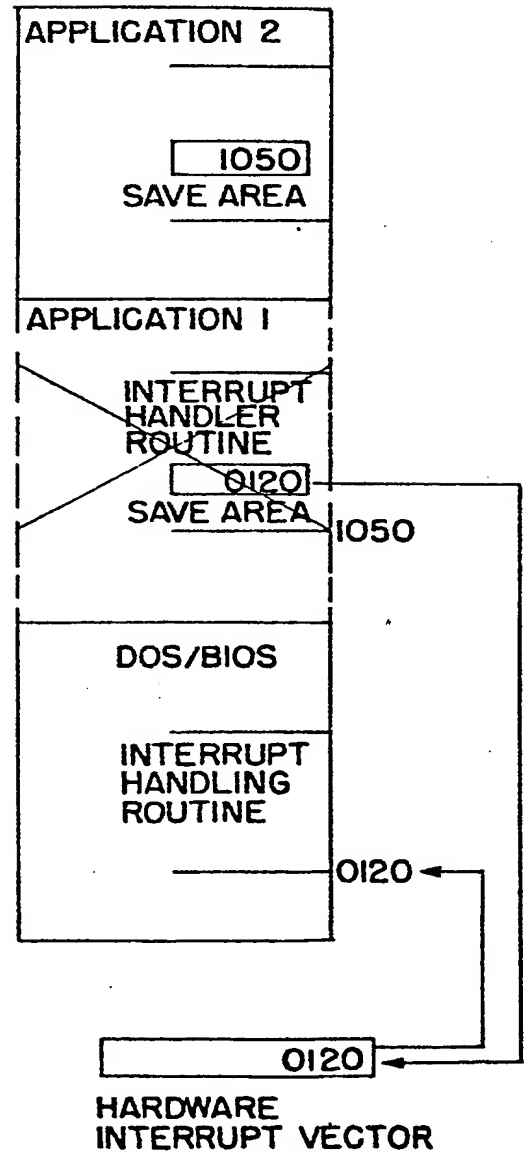 APPLICATION 2
1050
SAVE AREA
APPLICATION 1
INTERRUPT
HANDLER
ROUTINE
0120
SAVE AREA
1050
DOS/BIOS
INTERRUPT
HANDLING
ROUTINE
0120
0120
HARDWARE
INTERRUPT VECTOR